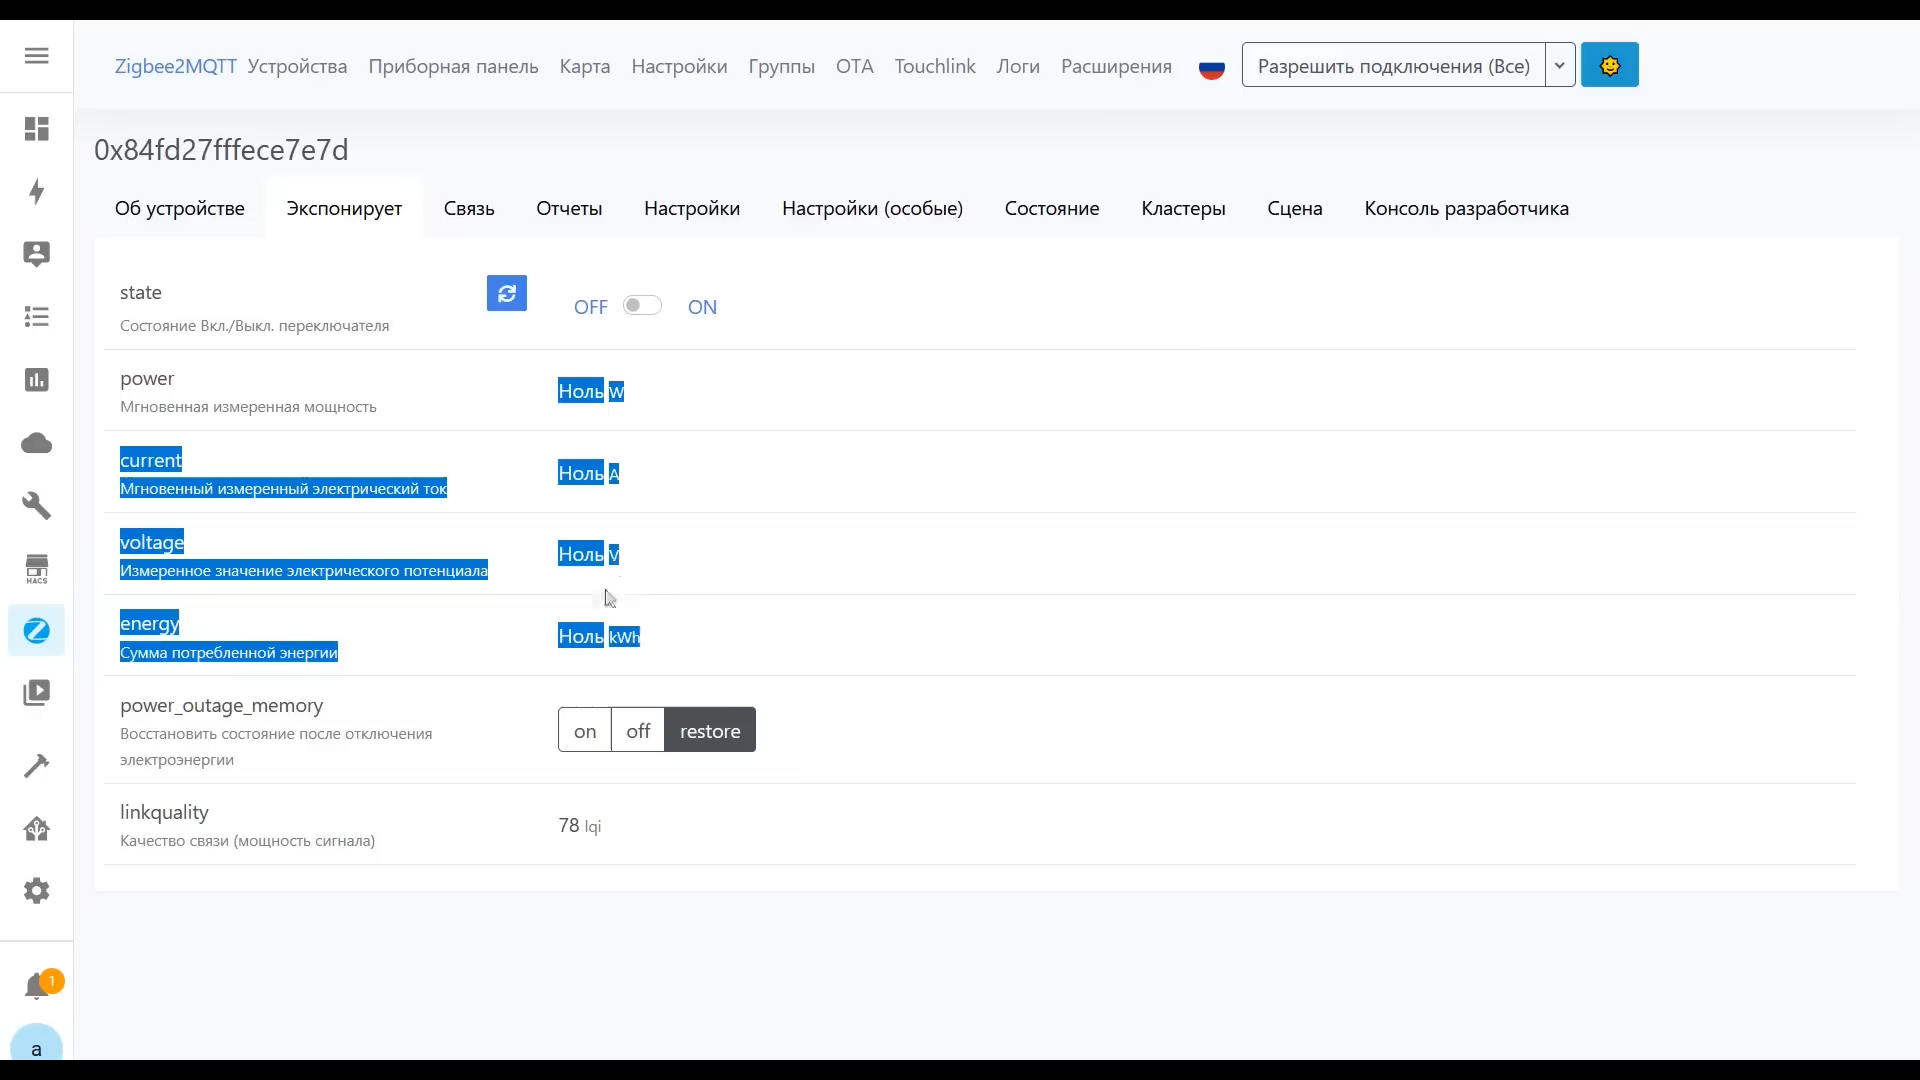 Zigbee2MQTT Устройства Приборная панель Карта Настройки Группы OTA Touchlink Логи Расширения Разрешить подключения (Все)
0x84fd27fffece7e7d
Об устройстве Экспонирует Связь Отчеты Настройки Настройки (особые) Состояние Кластеры Сцена Консоль разработчика
state
OFF ON
Состояние Вкл./Выкл. переключателя
power
Ноль W
Мгновенная измеренная мощность
current
Ноль A
Мгновенный измеренный электрический ток
voltage
Ноль V
Измеренное значение электрического потенциала
HACS
energy
Ноль kWh
Сумма потребленной энергии
power_outage_memory
on off restore
Восстановить состояние после отключения
электроэнергии
linkquality
78 lqi
Качество связи (мощность сигнала)
1
a